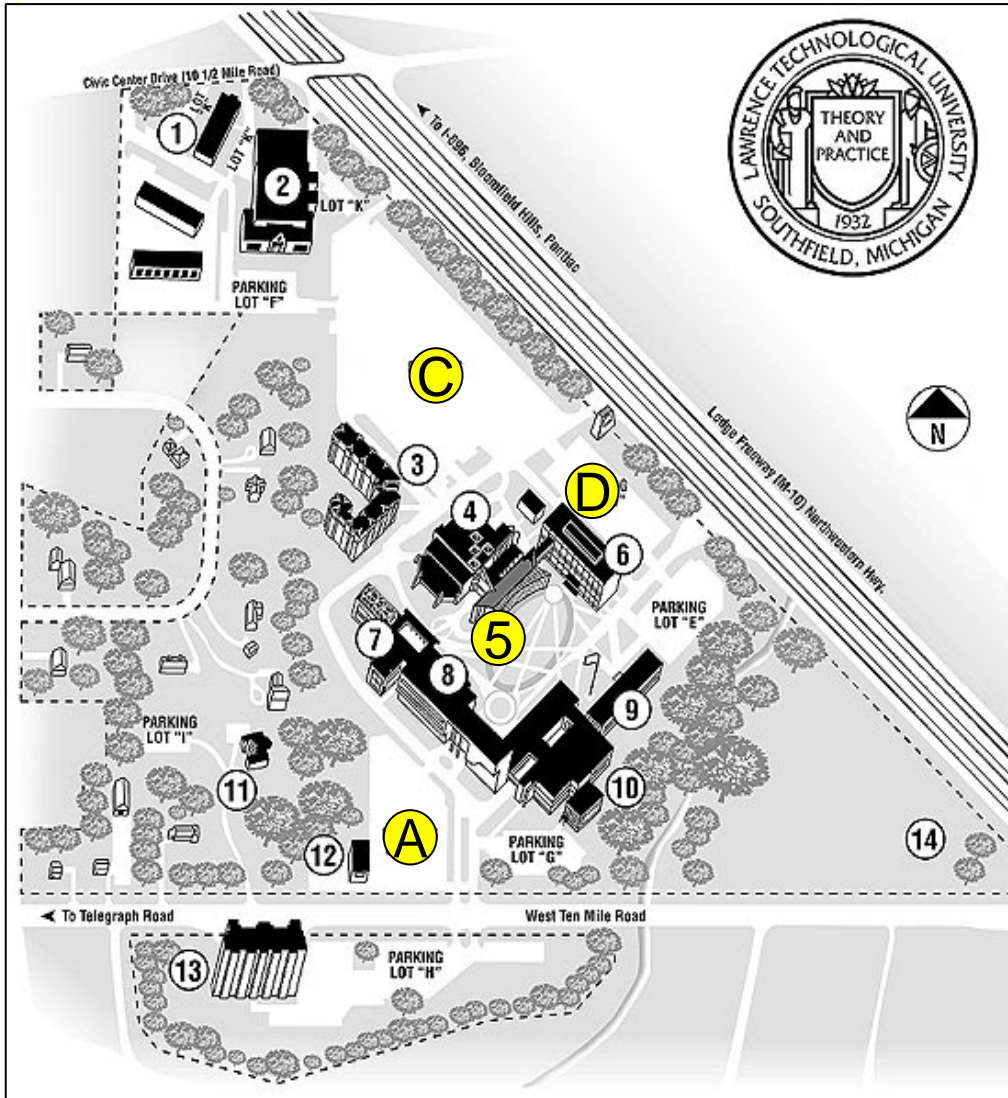 Civic Center Drive (10 1/2 Mile Road)
LAWRENCE TECHNOLOGICAL UNIVERSITY
THEORY
AND
PRACTICE
1932
SOUTHFIELD, MICHIGAN
To I-696, Bloomfield Hills, Pontiac
LOT "K"
1
LOT "K"
2
LOT "K"
PARKING
LOT "F"
C
Lodge Freeway (M-10) Northwestern Hwy.
N
3
D
4
6
PARKING
LOT "E"
5
7
8
9
PARKING
LOT "I"
11
10
A
12
PARKING
LOT "G"
14
To Telegraph Road
West Ten Mile Road
13
PARKING
LOT "H"